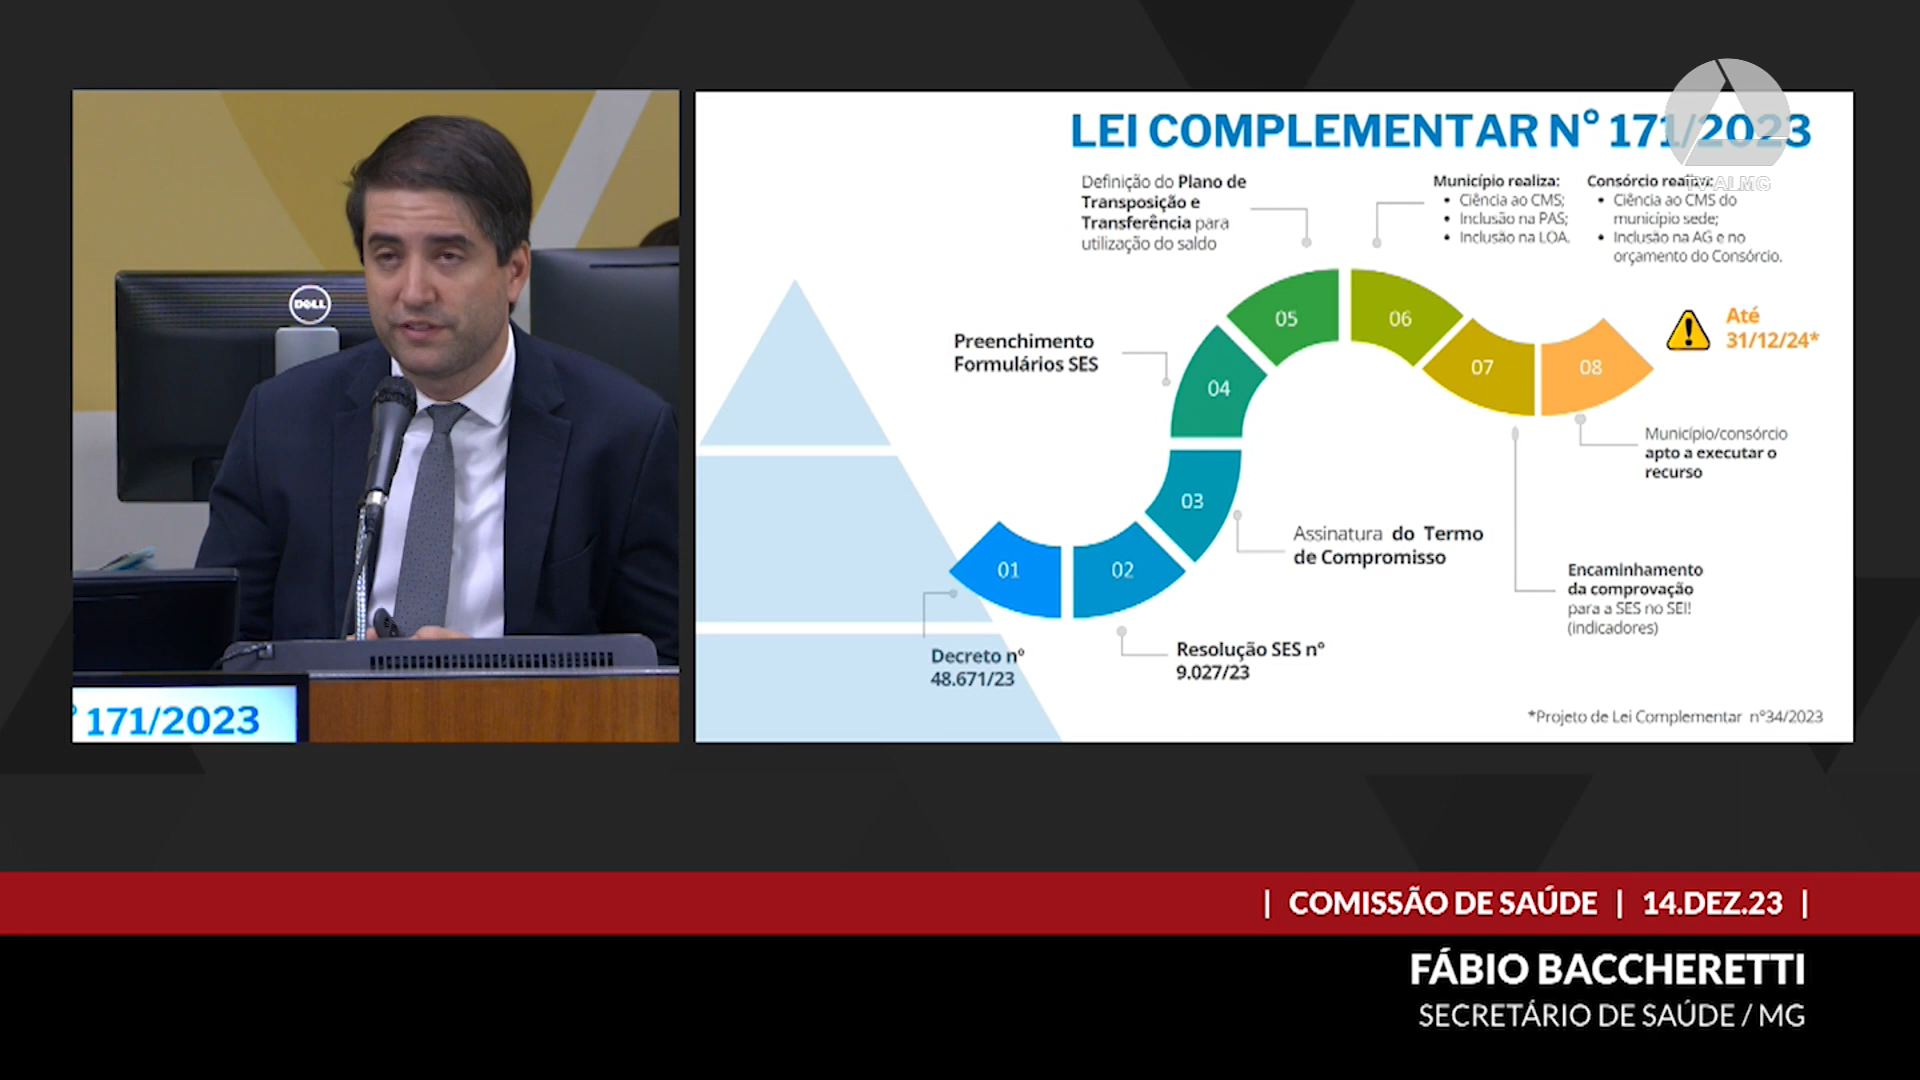 TV ALMG
DELL
° 171/2023
LEI COMPLEMENTAR N° 171/2023
Definição do Plano de
Transposição e
Transferência para
utilização do saldo
Município realiza:
• Ciência ao CMS;
• Inclusão na PAS;
• Inclusão na LOA.
Consórcio realiza:
• Ciência ao CMS do
município sede;
• Inclusão na AG e no
orçamento do Consórcio.
Preenchimento
Formulários SES
05
06
04
07
08
Até
31/12/24*
03
Município/consórcio
apto a executar o
recurso
Assinatura do Termo
de Compromisso
01
02
Encaminhamento
da comprovação
para a SES no SEI!
(indicadores)
Decreto nº
48.671/23
Resolução SES nº
9.027/23
*Projeto de Lei Complementar nº34/2023
| COMISSÃO DE SAÚDE | 14.DEZ.23 |
FÁBIO BACCHERETTI
SECRETÁRIO DE SAÚDE / MG